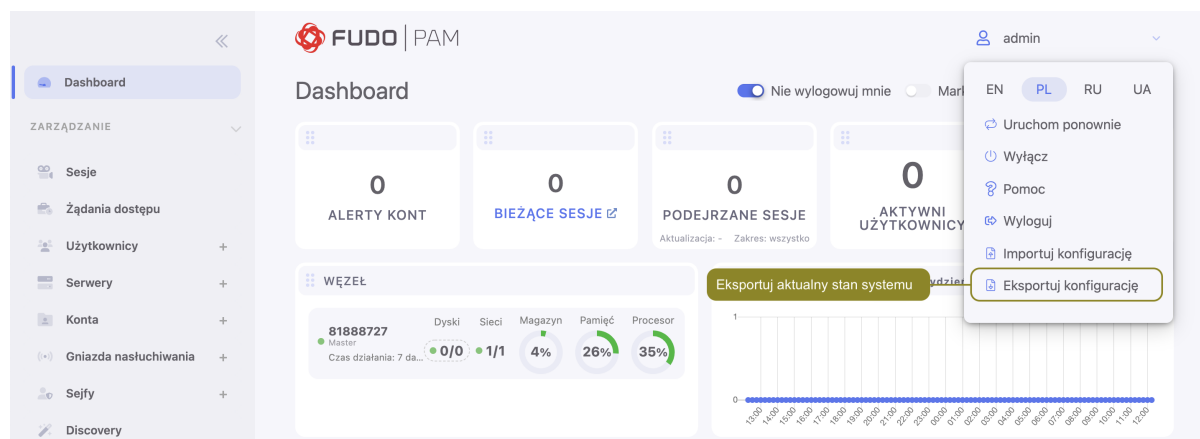 FUDO PAM
admin
Dashboard
Dashboard
Nie wylogowuj mnie
EN PL RU UA
ZARZĄDZANIE
Uruchom ponownie
Wyłącz
Pomoc
Wyloguj
Importuj konfigurację
Eksportuj konfigurację
Sesje
Żądania dostępu
Użytkownicy +
Serwery +
Konta +
Gniazda nasłuchiwania +
Sejfy +
Discovery
0
ALERTY KONT
0
BIEŻĄCE SESJE
0
PODEJRZANE SESJE
Aktualizacja: - Zakres: wszystko
0
AKTYWNI
UŻYTKOWNICY
WĘZEŁ
Eksportuj aktualny stan systemu
Dyski Sieci Magazyn Pamięć Procesor
81888727
Master
Czas działania: 7 da...
0/0 1/1 4% 26% 35%
1
0
13:00 14:00 15:00 16:00 17:00 18:00 19:00 20:00 21:00 22:00 23:00 00:00 01:00 02:00 03:00 04:00 05:00 06:00 07:00 08:00 09:00 10:00 11:00 12:00